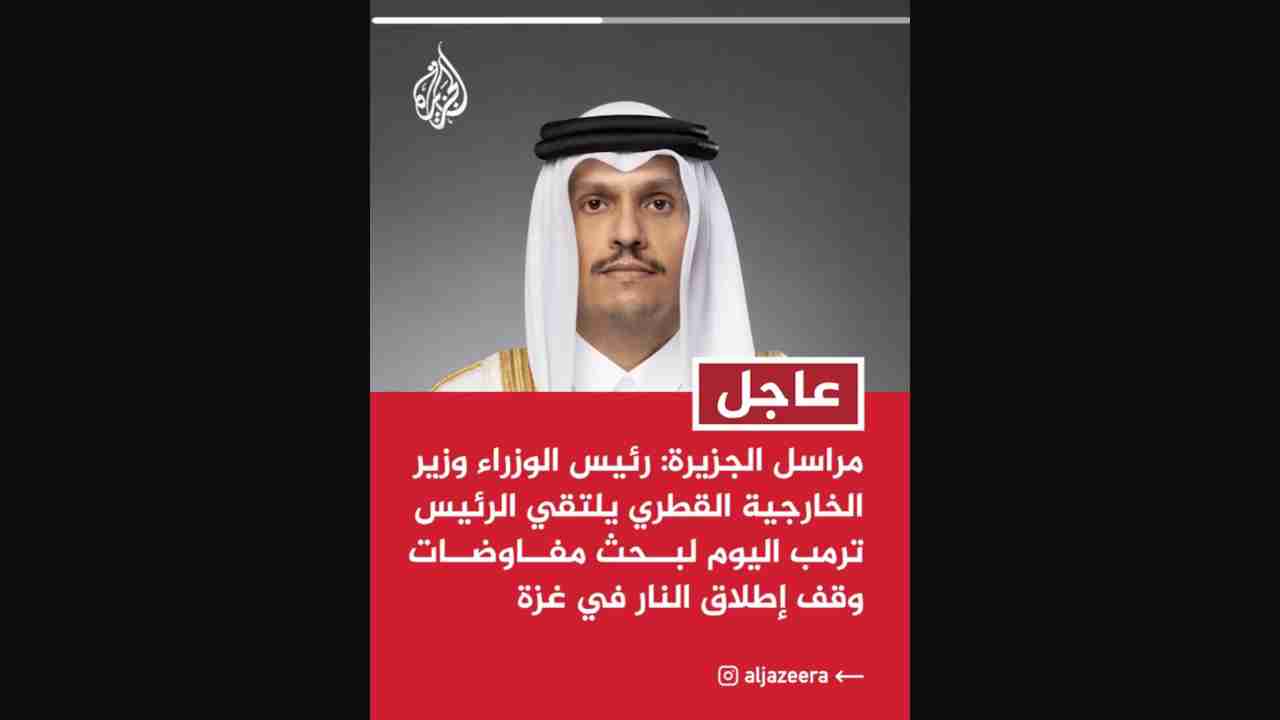 الجزيرة
عاجل
مراسل الجزيرة: رئيس الوزراء وزير
الخارجية القطري يلتقي الرئيس
ترمب اليوم لبحث مفاوضات
وقف إطلاق النار في غزة
aljazeera